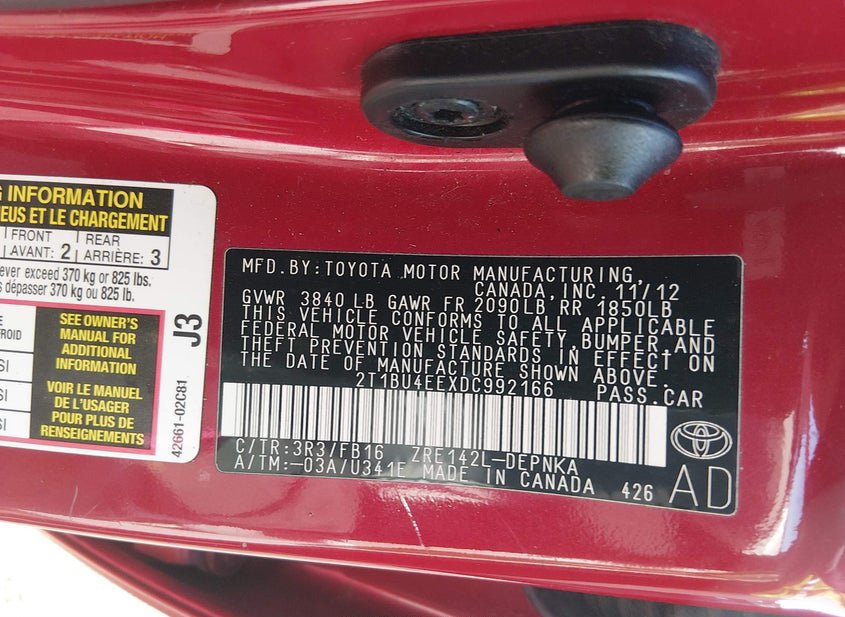 G INFORMATION
EUS ET LE CHARGEMENT
FRONT REAR
AVANT: 2 ARRIÈRE: 3
ever exceed 370 kg or 825 lbs.
s dépasser 370 kg ou 825 lb.
SEE OWNER'S
MANUAL FOR
ADDITIONAL
INFORMATION
VOIR LE MANUEL
DE L'USAGER
POUR PLUS DE
RENSEIGNEMENTS
E
ROID
SI
SI
SI
J3
42661-02C81
MFD.BY:TOYOTA MOTOR MANUFACTURING,
CANADA, INC. 11/12
GVWR 3840 LB GAWR FR 2090LB, RR 1850LB
THIS VEHICLE CONFORMS TO ALL APPLICABLE
FEDERAL MOTOR VEHICLE SAFETY, BUMPER AND
THEFT PREVENTION STANDARDS IN EFFECT ON
THE DATE OF MANUFACTURE SHOWN ABOVE.
2T1BU4EEXDC992166 PASS.CAR
C/TR:3R3/FB16 ZRE142L-DEPNKA
A/TM:-03A/U341E MADE IN CANADA 426
AD